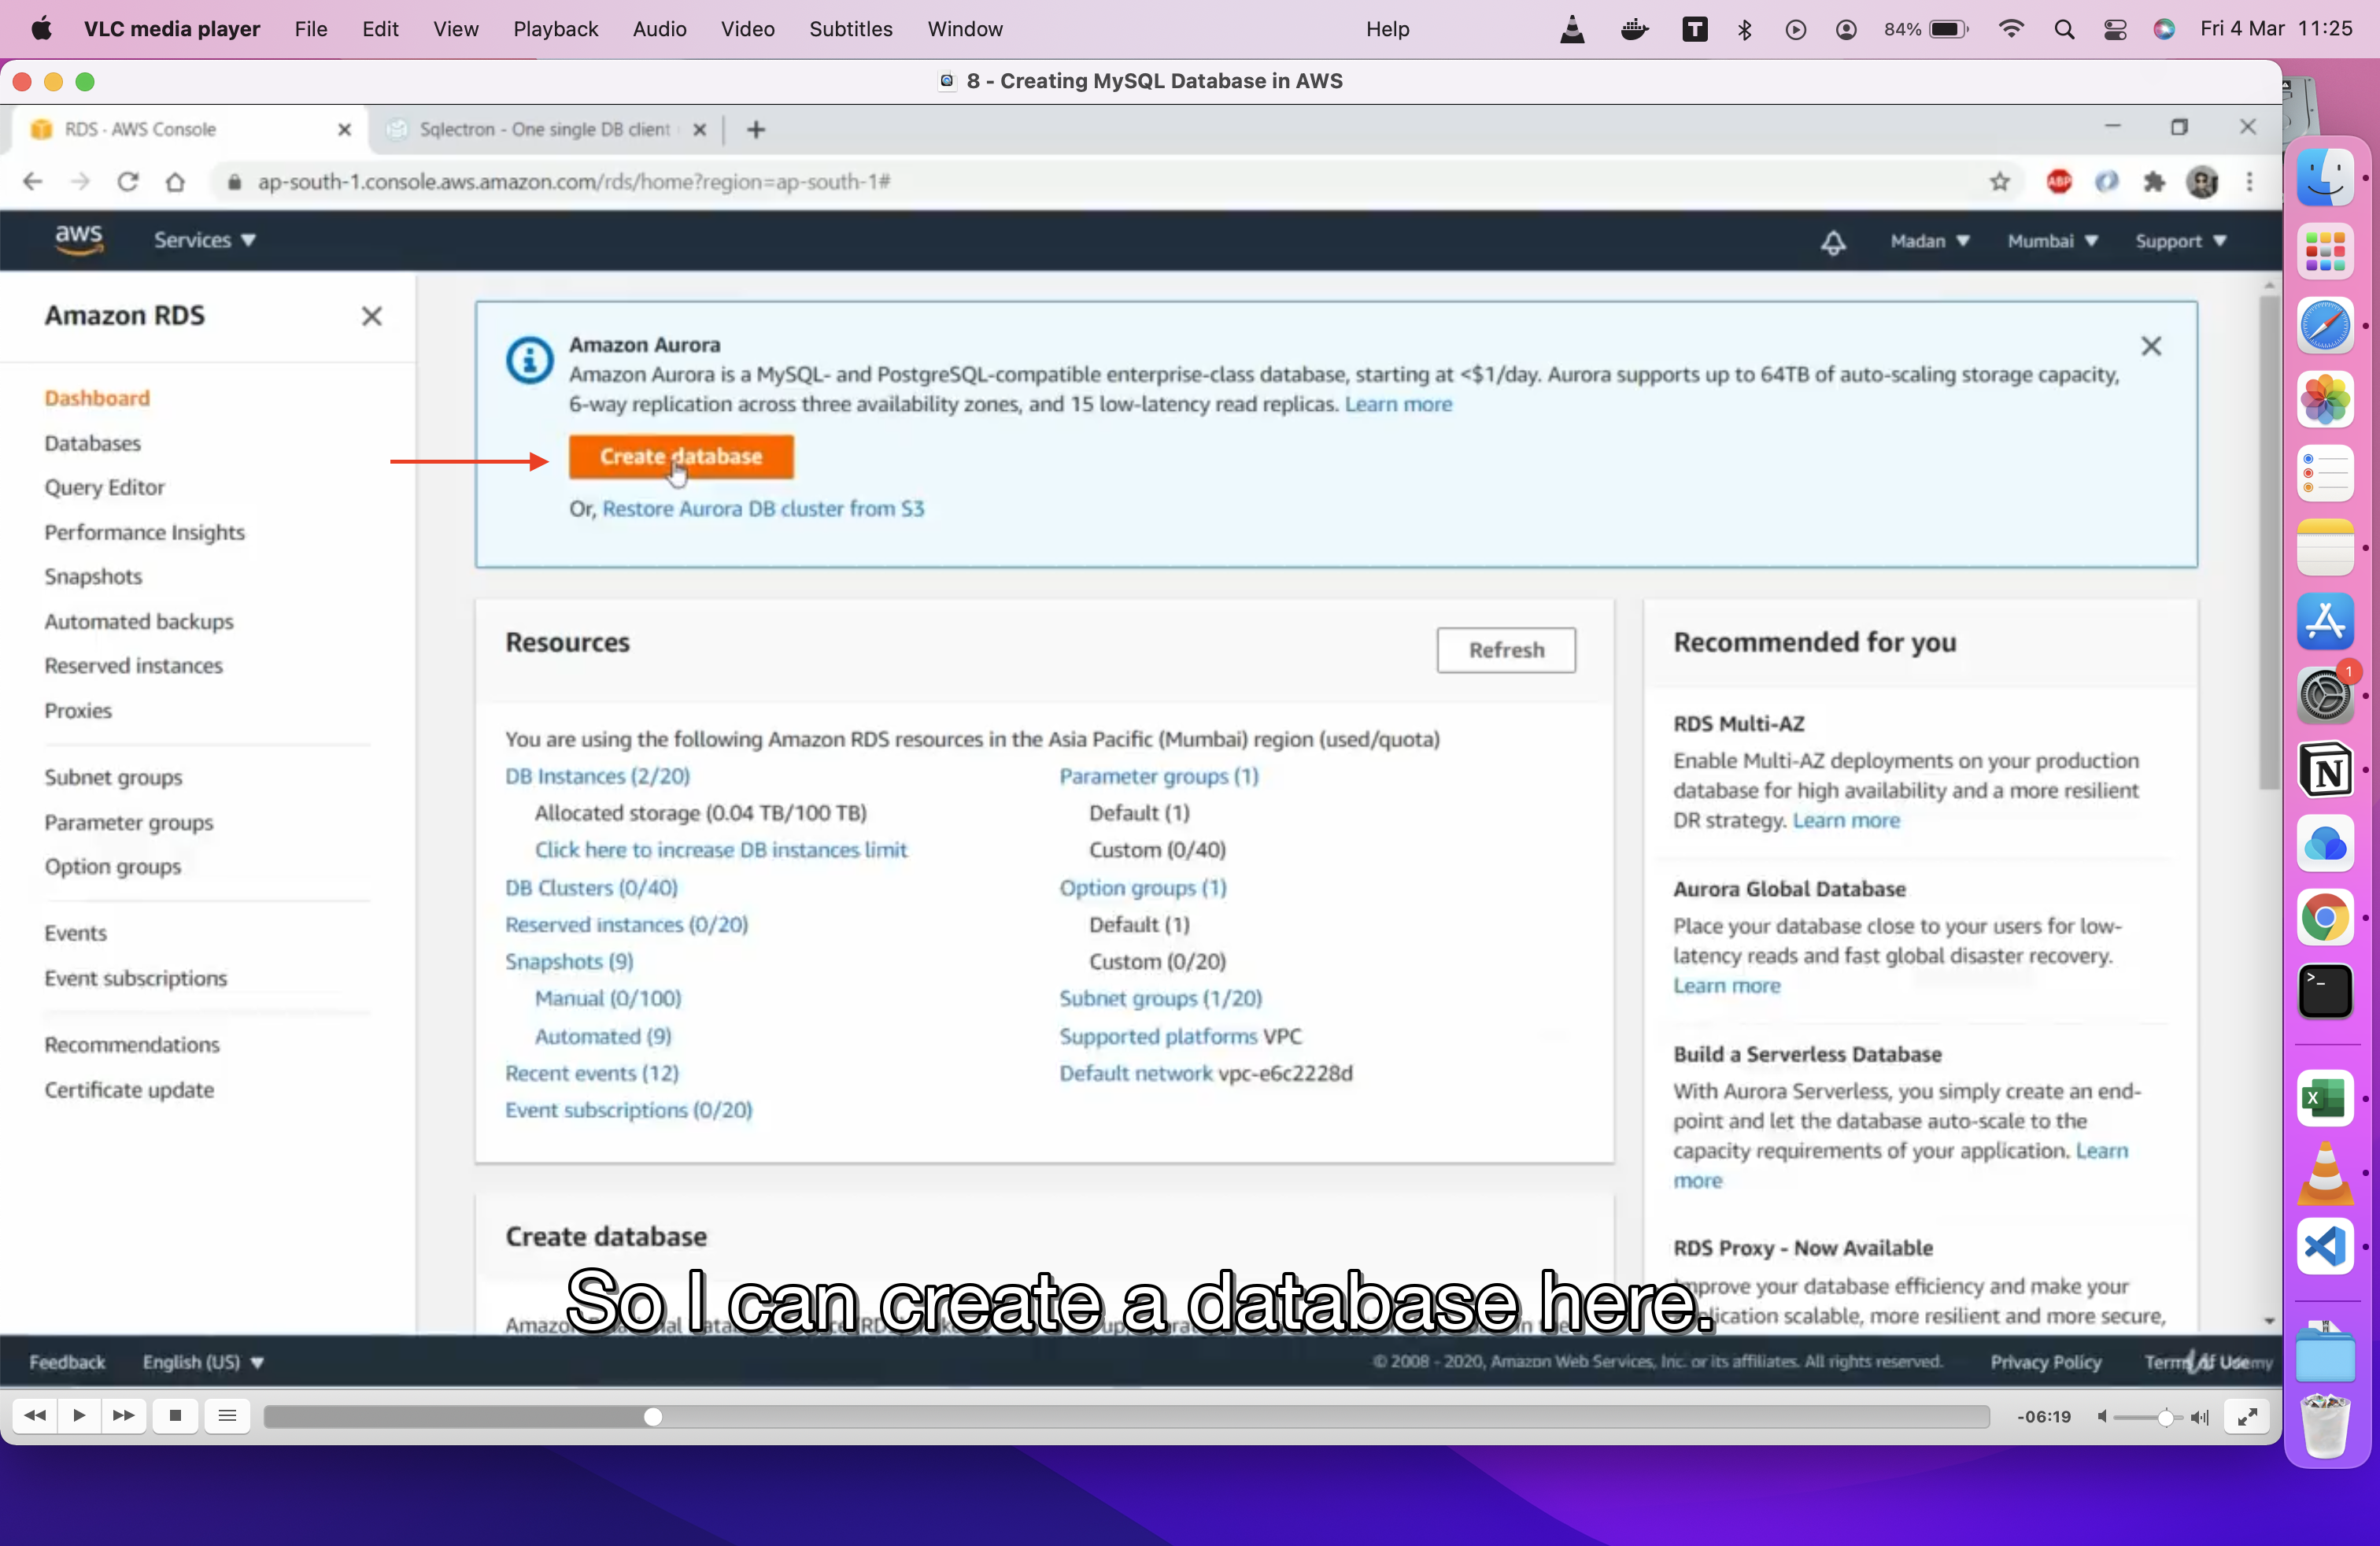 VLC media player File Edit View Playback Audio Video Subtitles Window Help T 84% Fri 4 Mar 11:25
8 - Creating MySQL Database in AWS
RDS - AWS Console
Sqlectron - One single DB client
ap-south-1.console.aws.amazon.com/rds/home?region=ap-south-1#
ABP
aws Services Madan Mumbai Support
Amazon RDS
Dashboard
Databases
Query Editor
Performance Insights
Snapshots
Automated backups
Reserved instances
Proxies
Subnet groups
Parameter groups
Option groups
Events
Event subscriptions
Recommendations
Certificate update
Amazon Aurora
Amazon Aurora is a MySQL- and PostgreSQL-compatible enterprise-class database, starting at <$1/day. Aurora supports up to 64TB of auto-scaling storage capacity,
6-way replication across three availability zones, and 15 low-latency read replicas. Learn more
Create database
Or, Restore Aurora DB cluster from S3
Resources
Refresh
You are using the following Amazon RDS resources in the Asia Pacific (Mumbai) region (used/quota)
DB Instances (2/20)
Allocated storage (0.04 TB/100 TB)
Click here to increase DB instances limit
DB Clusters (0/40)
Reserved instances (0/20)
Snapshots (9)
Manual (0/100)
Automated (9)
Recent events (12)
Event subscriptions (0/20)
Parameter groups (1)
Default (1)
Custom (0/40)
Option groups (1)
Default (1)
Custom (0/20)
Subnet groups (1/20)
Supported platforms VPC
Default network vpc-e6c2228d
Recommended for you
RDS Multi-AZ
Enable Multi-AZ deployments on your production
database for high availability and a more resilient
DR strategy. Learn more
Aurora Global Database
Place your database close to your users for low-
latency reads and fast global disaster recovery.
Learn more
Build a Serverless Database
With Aurora Serverless, you simply create an end-
point and let the database auto-scale to the
capacity requirements of your application. Learn
more
RDS Proxy - Now Available
Improve your database efficiency and make your
application scalable, more resilient and more secure,
Create database
So I can create a database here.
Feedback English (US) © 2008 - 2020, Amazon Web Services, Inc. or its affiliates. All rights reserved. Privacy Policy Terms of Use
-06:19
1
N
X